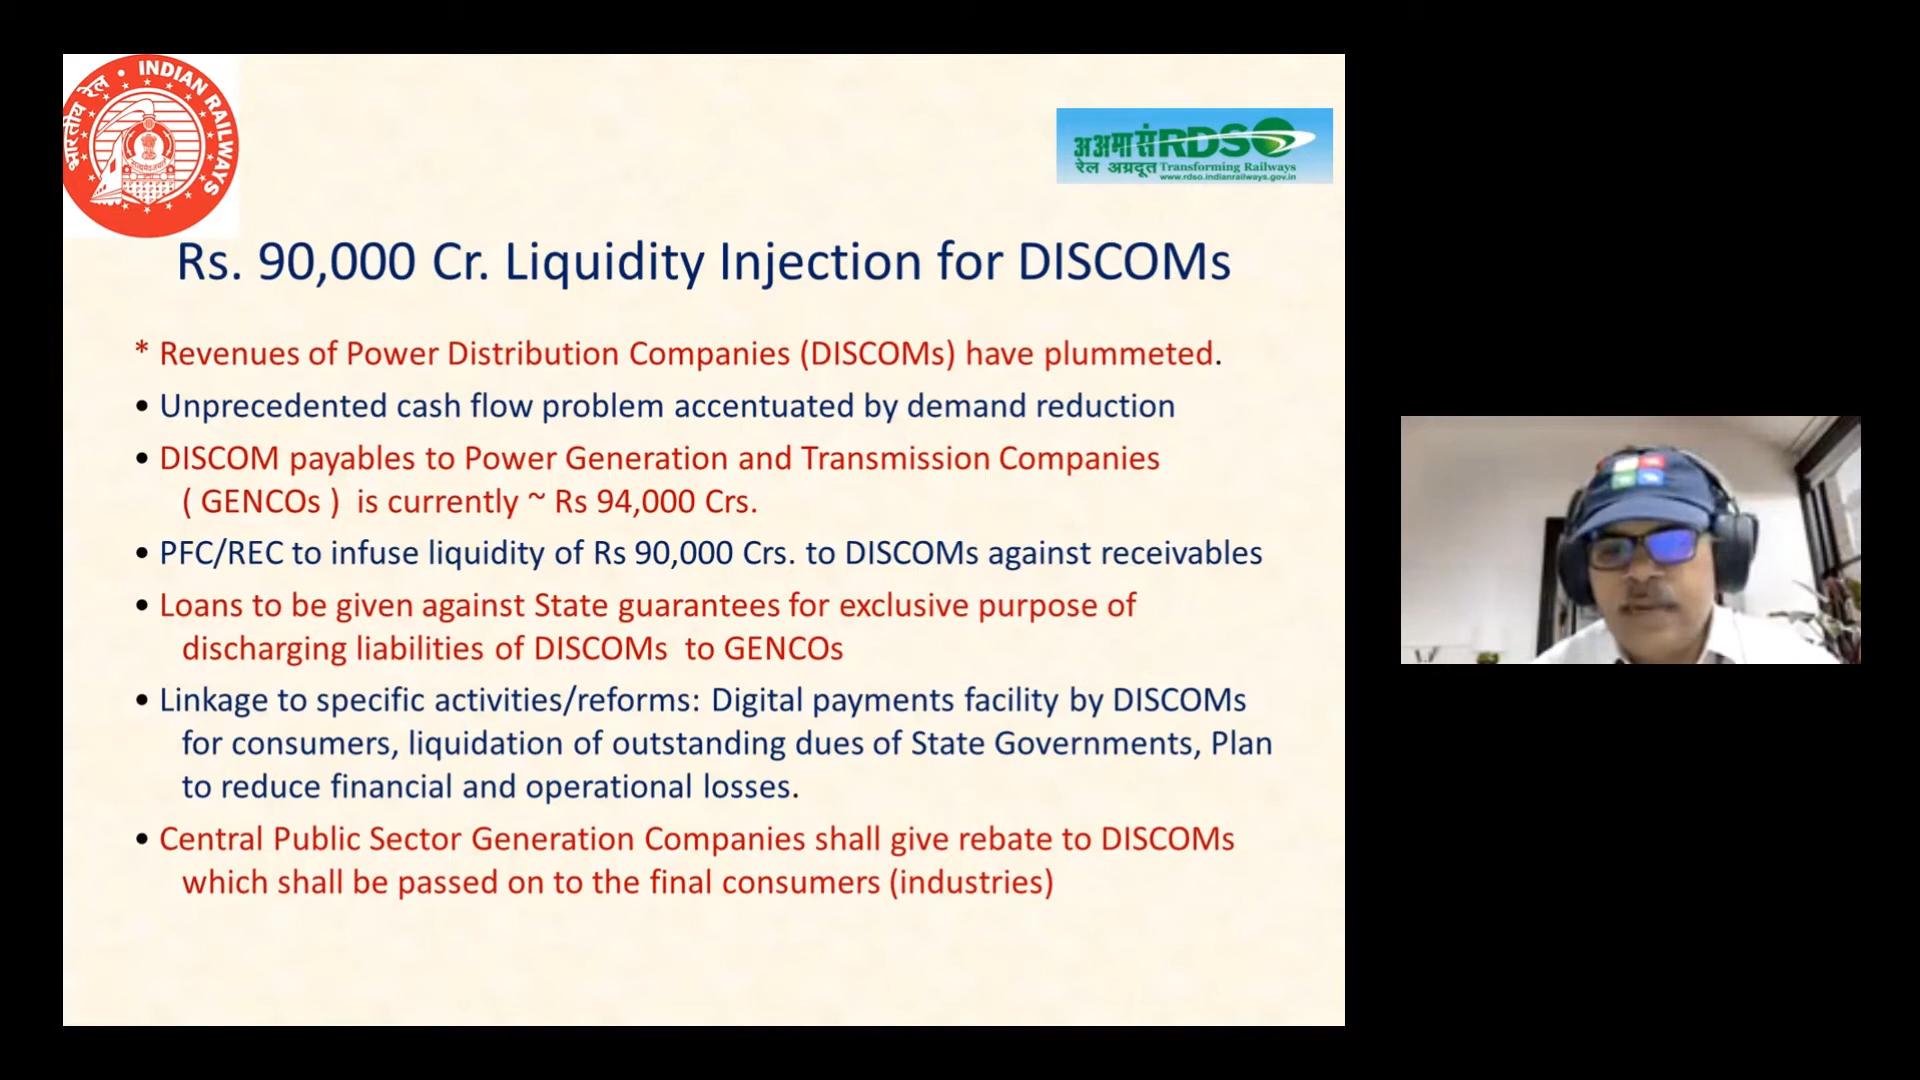 भारतीय रेल • INDIAN RAILWAYS
अअमासं RDSO
रेल अग्रदूत Transforming Railways
www.rdso.indianrailways.gov.in
Rs. 90,000 Cr. Liquidity Injection for DISCOMs
* Revenues of Power Distribution Companies (DISCOMs) have plummeted.
• Unprecedented cash flow problem accentuated by demand reduction
• DISCOM payables to Power Generation and Transmission Companies
( GENCOs ) is currently ~ Rs 94,000 Crs.
• PFC/REC to infuse liquidity of Rs 90,000 Crs. to DISCOMs against receivables
• Loans to be given against State guarantees for exclusive purpose of
discharging liabilities of DISCOMs to GENCOs
• Linkage to specific activities/reforms: Digital payments facility by DISCOMs
for consumers, liquidation of outstanding dues of State Governments, Plan
to reduce financial and operational losses.
• Central Public Sector Generation Companies shall give rebate to DISCOMs
which shall be passed on to the final consumers (industries)